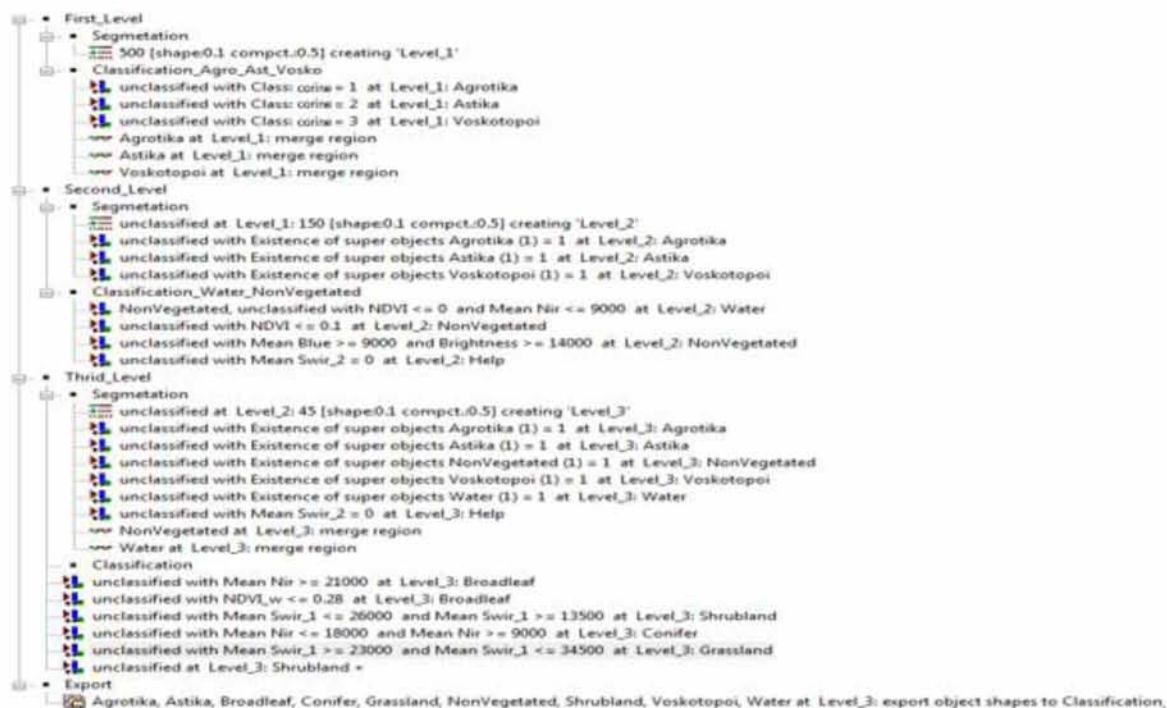 First_Level
Segmetation
500 [shape:0.1 compct.:0.5] creating 'Level_1'
Classification_Agro_Ast_Vosko
unclassified with Class: corine = 1 at Level_1: Agrotika
unclassified with Class: corine = 2 at Level_1: Astika
unclassified with Class: corine = 3 at Level_1: Voskotopoi
Agrotika at Level_1: merge region
Astika at Level_1: merge region
Voskotopoi at Level_1: merge region
Second_Level
Segmetation
unclassified at Level_1: 150 [shape:0.1 compct.:0.5] creating 'Level_2'
unclassified with Existence of super objects Agrotika (1) = 1 at Level_2: Agrotika
unclassified with Existence of super objects Astika (1) = 1 at Level_2: Astika
unclassified with Existence of super objects Voskotopoi (1) = 1 at Level_2: Voskotopoi
Classification_Water_NonVegetated
NonVegetated, unclassified with NDVI <= 0 and Mean Nir <= 9000 at Level_2: Water
unclassified with NDVI <= 0.1 at Level_2: NonVegetated
unclassified with Mean Blue >= 9000 and Brightness >= 14000 at Level_2: NonVegetated
unclassified with Mean Swir_2 = 0 at Level_2: Help
Thrid_Level
Segmetation
unclassified at Level_2: 45 [shape:0.1 compct.:0.5] creating 'Level_3'
unclassified with Existence of super objects Agrotika (1) = 1 at Level_3: Agrotika
unclassified with Existence of super objects Astika (1) = 1 at Level_3: Astika
unclassified with Existence of super objects NonVegetated (1) = 1 at Level_3: NonVegetated
unclassified with Existence of super objects Voskotopoi (1) = 1 at Level_3: Voskotopoi
unclassified with Existence of super objects Water (1) = 1 at Level_3: Water
unclassified with Mean Swir_2 = 0 at Level_3: Help
NonVegetated at Level_3: merge region
Water at Level_3: merge region
Classification
unclassified with Mean Nir >= 21000 at Level_3: Broadleaf
unclassified with NDVI_w <= 0.28 at Level_3: Broadleaf
unclassified with Mean Swir_1 <= 26000 and Mean Swir_1 >= 13500 at Level_3: Shrubland
unclassified with Mean Nir <= 18000 and Mean Nir >= 9000 at Level_3: Conifer
unclassified with Mean Swir_1 >= 23000 and Mean Swir_1 <= 34500 at Level_3: Grassland
unclassified at Level_3: Shrubland +
Export
Agrotika, Astika, Broadleaf, Conifer, Grassland, NonVegetated, Shrubland, Voskotopoi, Water at Level_3: export object shapes to Classification_